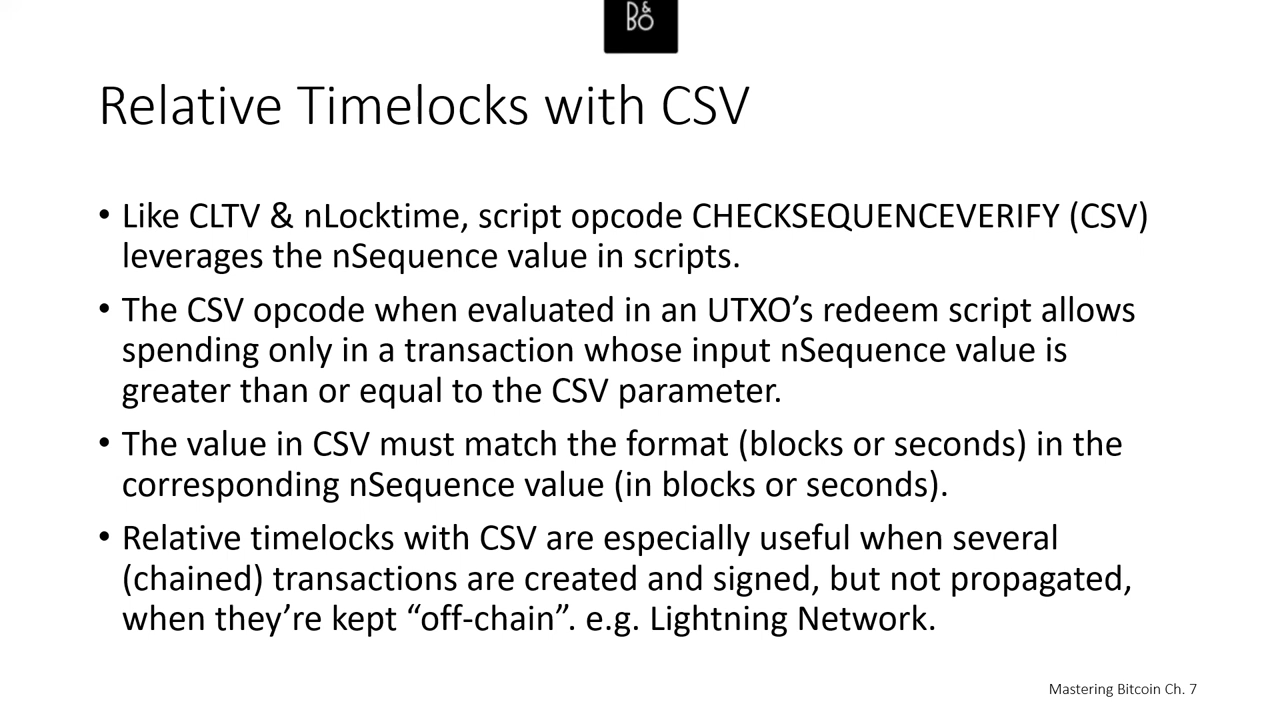 B&O
Relative Timelocks with CSV
• Like CLTV & nLocktime, script opcode CHECKSEQUENCEVERIFY (CSV)
leverages the nSequence value in scripts.
• The CSV opcode when evaluated in an UTXO’s redeem script allows
spending only in a transaction whose input nSequence value is
greater than or equal to the CSV parameter.
• The value in CSV must match the format (blocks or seconds) in the
corresponding nSequence value (in blocks or seconds).
• Relative timelocks with CSV are especially useful when several
(chained) transactions are created and signed, but not propagated,
when they’re kept “off-chain”. e.g. Lightning Network.
Mastering Bitcoin Ch. 7